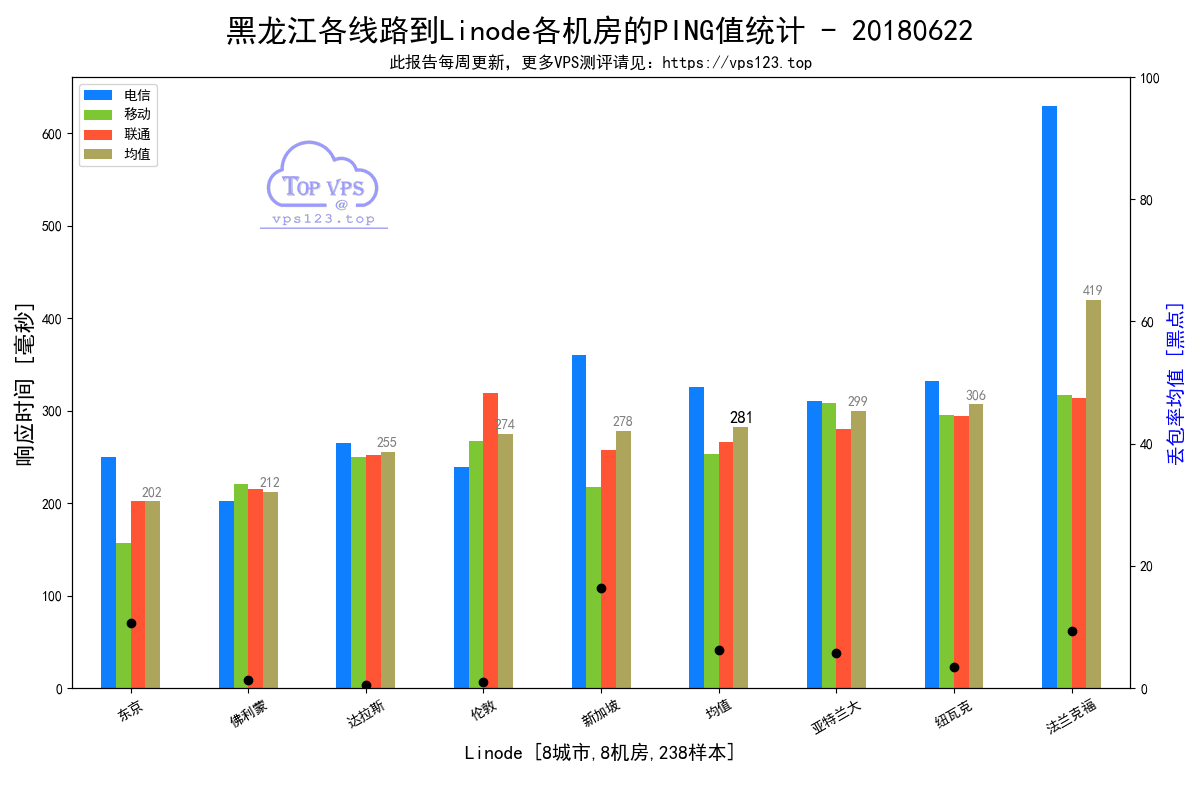 黑龙江各线路到Linode各机房的PING值统计 - 20180622
此报告每周更新，更多VPS测评请见：https://vps123.top
电信
移动
联通
均值
TOP VPS
@
vps123.top
响应时间 [毫秒]
丢包率均值 [黑点]
600
500
400
300
200
100
0
100
80
60
40
20
0
202
212
255
274
278
281
299
306
419
东京
佛利蒙
达拉斯
伦敦
新加坡
均值
亚特兰大
纽瓦克
法兰克福
Linode [8城市,8机房,238样本]